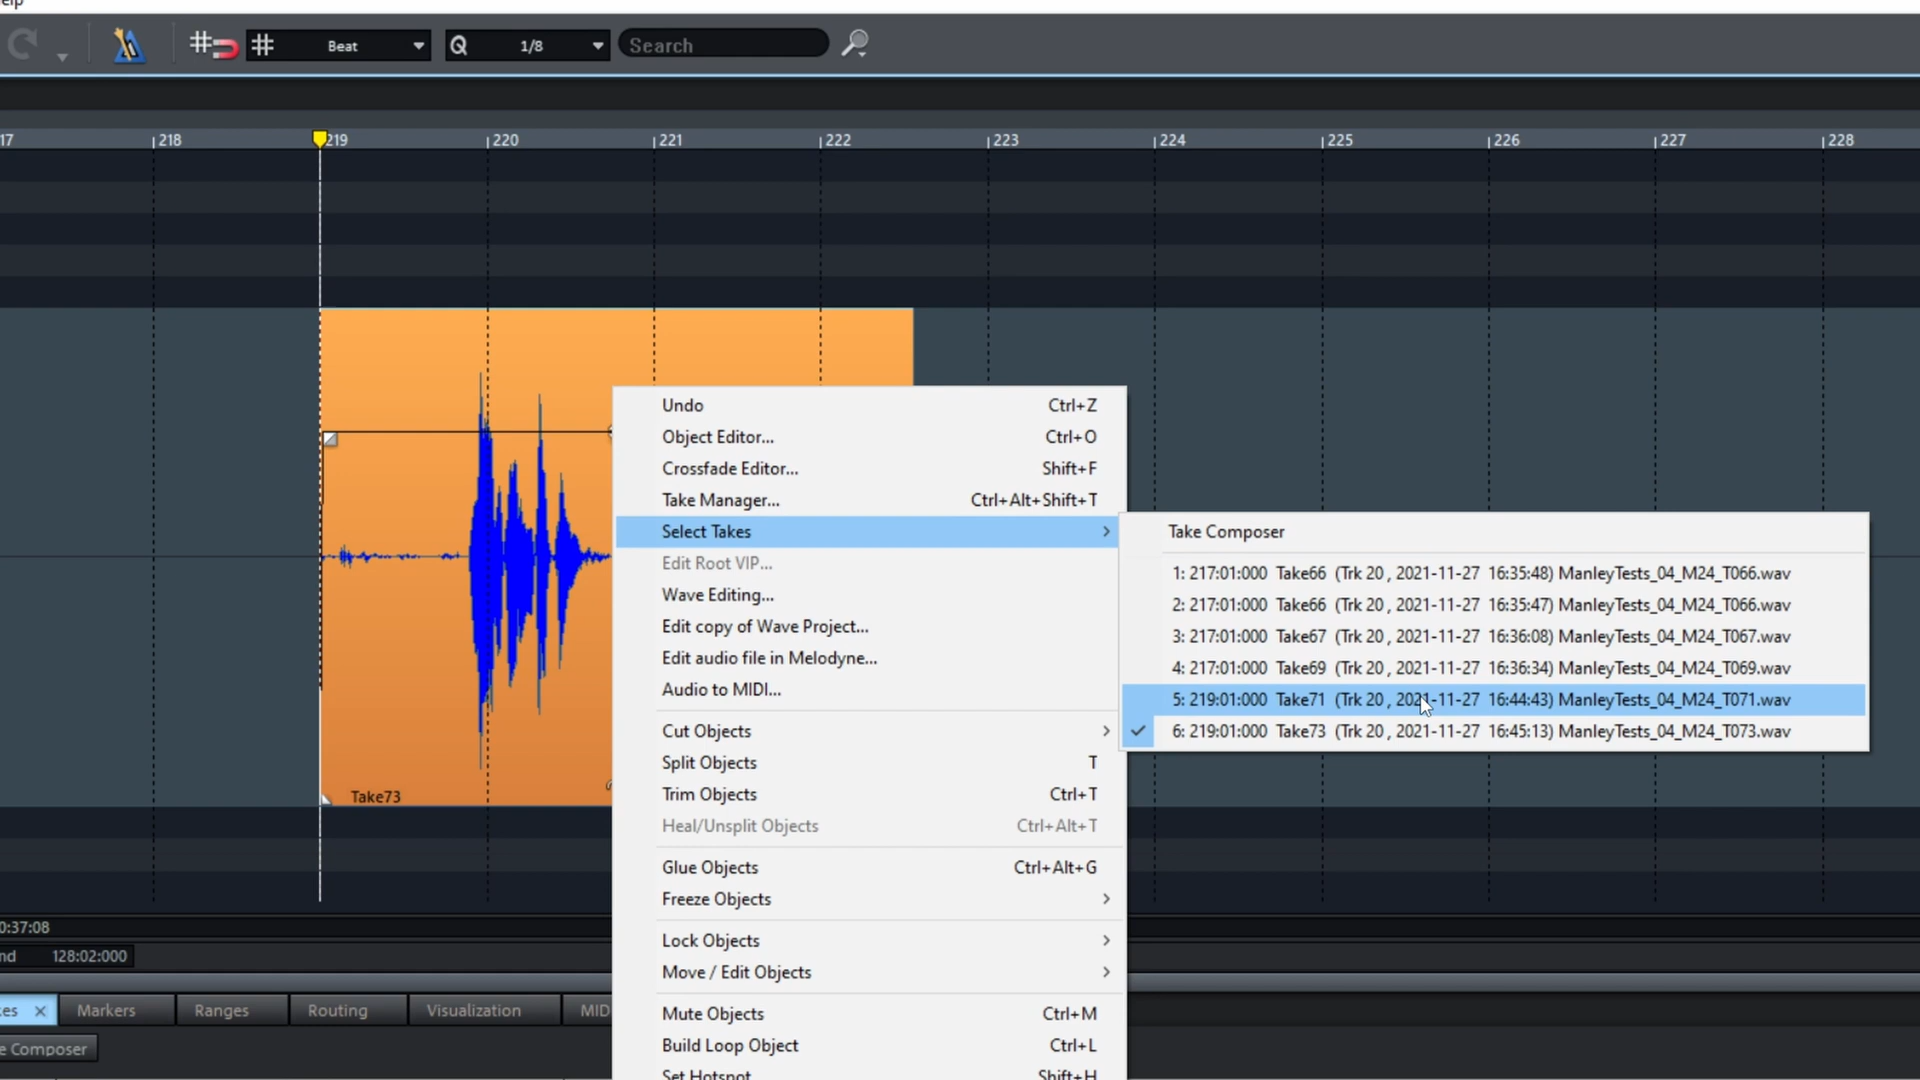 Beat
Q 1/8
Search
17 218 219 220 221 222 223 224 225 226 227 228
Undo Ctrl+Z
Object Editor... Ctrl+O
Crossfade Editor... Shift+F
Take Manager... Ctrl+Alt+Shift+T
Select Takes
Take Composer
Edit Root VIP...
1: 217:01:000 Take66 (Trk 20 , 2021-11-27 16:35:48) ManleyTests_04_M24_T066.wav
Wave Editing...
2: 217:01:000 Take66 (Trk 20 , 2021-11-27 16:35:47) ManleyTests_04_M24_T066.wav
Edit copy of Wave Project...
3: 217:01:000 Take67 (Trk 20 , 2021-11-27 16:36:08) ManleyTests_04_M24_T067.wav
Edit audio file in Melodyne...
4: 217:01:000 Take69 (Trk 20 , 2021-11-27 16:36:34) ManleyTests_04_M24_T069.wav
Audio to MIDI...
5: 219:01:000 Take71 (Trk 20 , 2021-11-27 16:44:43) ManleyTests_04_M24_T071.wav
Cut Objects
6: 219:01:000 Take73 (Trk 20 , 2021-11-27 16:45:13) ManleyTests_04_M24_T073.wav
Split Objects T
Trim Objects Ctrl+T
Take73
Heal/Unsplit Objects Ctrl+Alt+T
Glue Objects Ctrl+Alt+G
Freeze Objects
0:37:08
Lock Objects
nd 128:02:000
Move / Edit Objects
es Markers Ranges Routing Visualization MID
Mute Objects Ctrl+M
e Composer
Build Loop Object Ctrl+L
Set Hotspot Shift+H